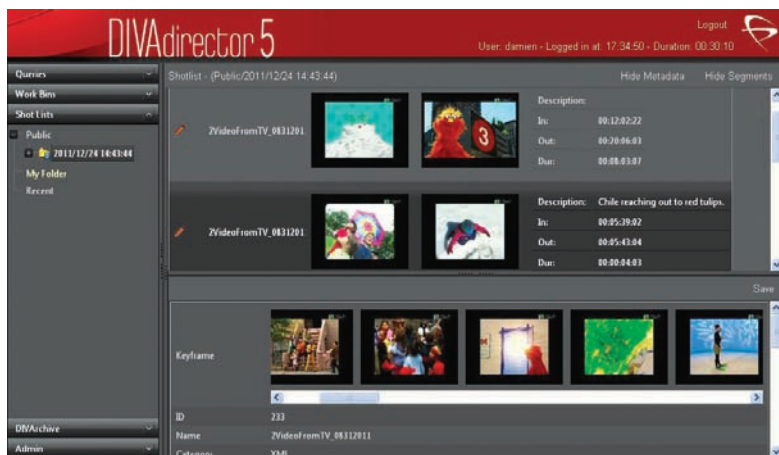 DIVAdirector 5
Logout
User: damien - Logged in at: 17:34:50 - Duration: 00:30:10
Queries
Work Bins
Shot Lists
Public
2011/12/24 14:43:44
My Folder
Recent
DIVArchive
Admin
Shotlist - (Public/2011/12/24 14:43:44)
Hide Metadata
Hide Segments
2VideoFromTV_0831201
3
Description:
In: 00:12:02:22
Out: 00:20:06:03
Dur: 00:08:03:07
2VideoFromTV_0831201
Description: Chile reaching out to red tulips.
In: 00:05:39:02
Out: 00:05:43:04
Dur: 00:00:04:03
Save
Keyframe
ID 233
Name 2VideoFromTV_08312011
Category XML